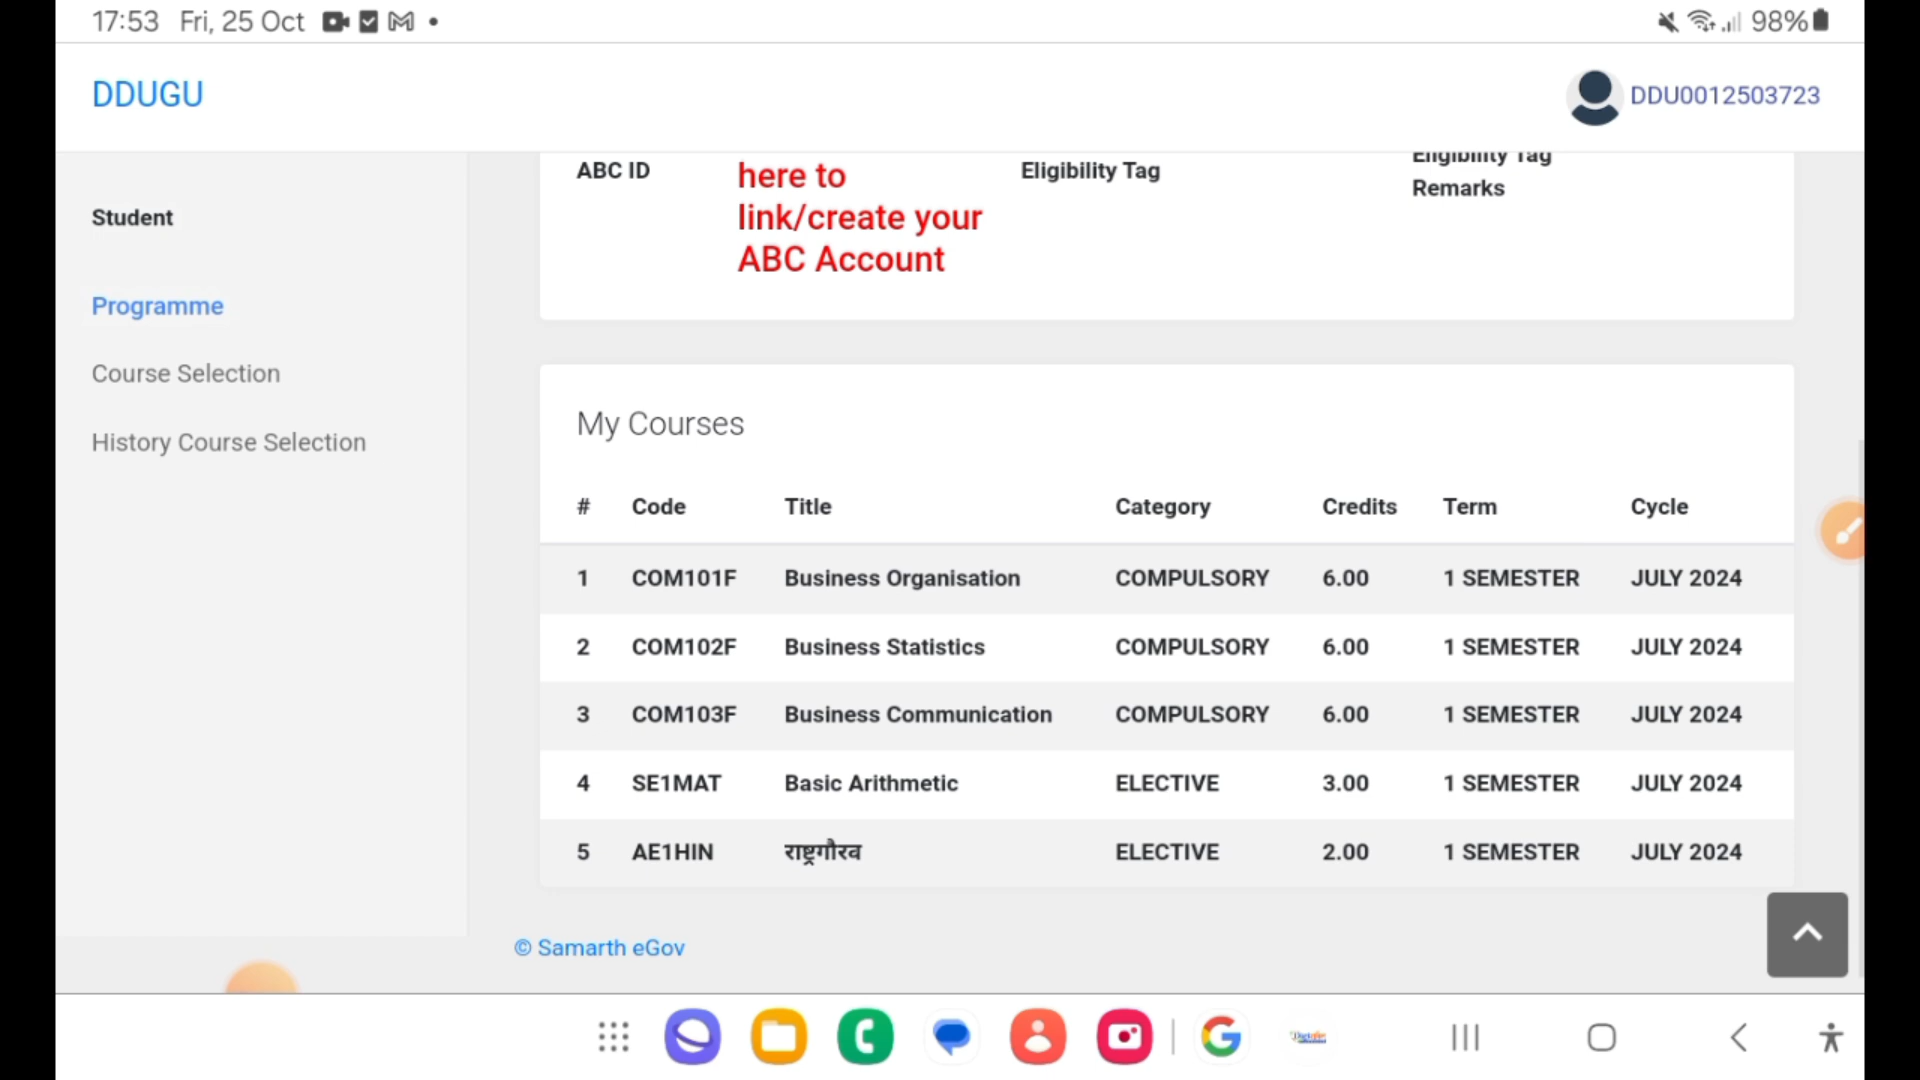 17:53 Fri, 25 Oct
98%
DDUGU
DDU0012503723
Student
Programme
Course Selection
History Course Selection
ABC ID
here to
link/create your
ABC Account
Eligibility Tag
Eligibility Tag
Remarks
My Courses
# Code Title Category Credits Term Cycle
1 COM101F Business Organisation COMPULSORY 6.00 1 SEMESTER JULY 2024
2 COM102F Business Statistics COMPULSORY 6.00 1 SEMESTER JULY 2024
3 COM103F Business Communication COMPULSORY 6.00 1 SEMESTER JULY 2024
4 SE1MAT Basic Arithmetic ELECTIVE 3.00 1 SEMESTER JULY 2024
5 AE1HIN राष्ट्रगौरव ELECTIVE 2.00 1 SEMESTER JULY 2024
© Samarth eGov